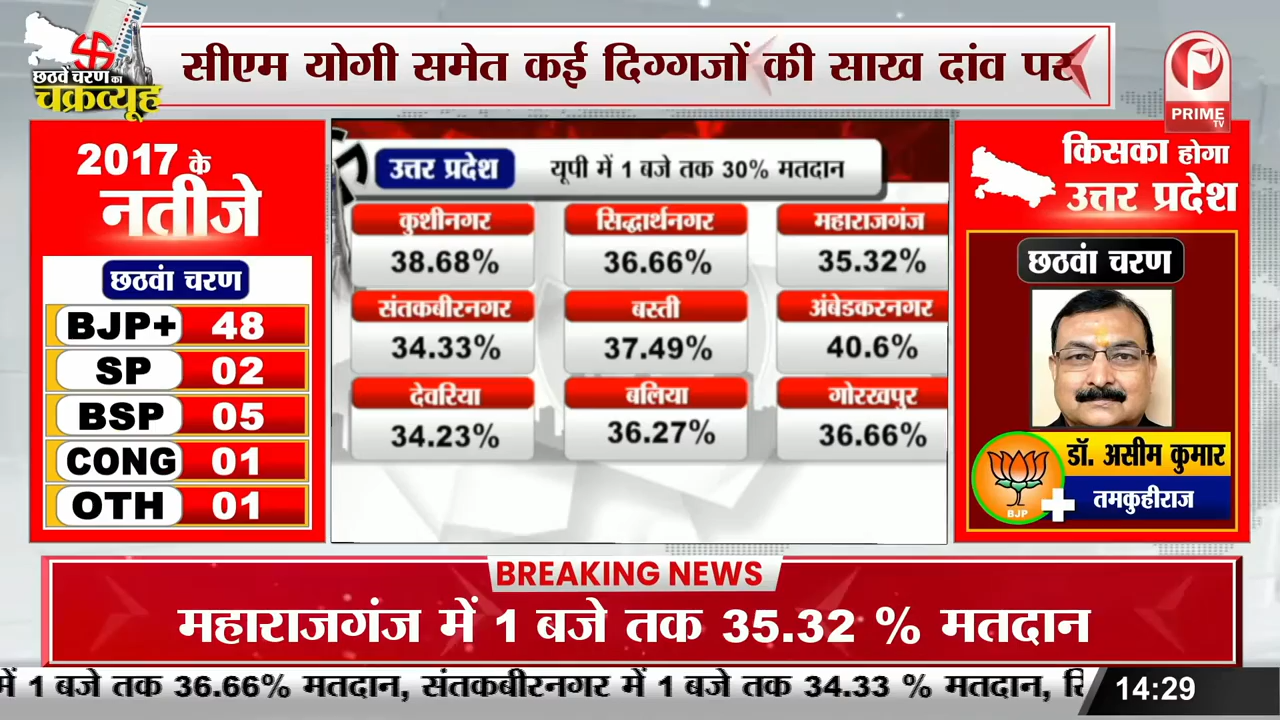 छठवें चरण का
चक्रव्यूह
सीएम योगी समेत कई दिग्गजों की साख दांव पर
PRIME
TV
2017 के
नतीजे
छठवां चरण
BJP+ 48
SP 02
BSP 05
CONG 01
OTH 01
उत्तर प्रदेश यूपी में 1 बजे तक 30% मतदान
कुशीनगर सिद्धार्थनगर महाराजगंज
38.68% 36.66% 35.32%
संतकबीरनगर बस्ती अंबेडकरनगर
34.33% 37.49% 40.6%
देवरिया बलिया गोरखपुर
34.23% 36.27% 36.66%
किसका होगा
उत्तर प्रदेश
छठवां चरण
डॉ. असीम कुमार
BJP
तमकुहीराज
BREAKING NEWS
महाराजगंज में 1 बजे तक 35.32 % मतदान
में 1 बजे तक 36.66% मतदान, संतकबीरनगर में 1 बजे तक 34.33 % मतदान,
14:29